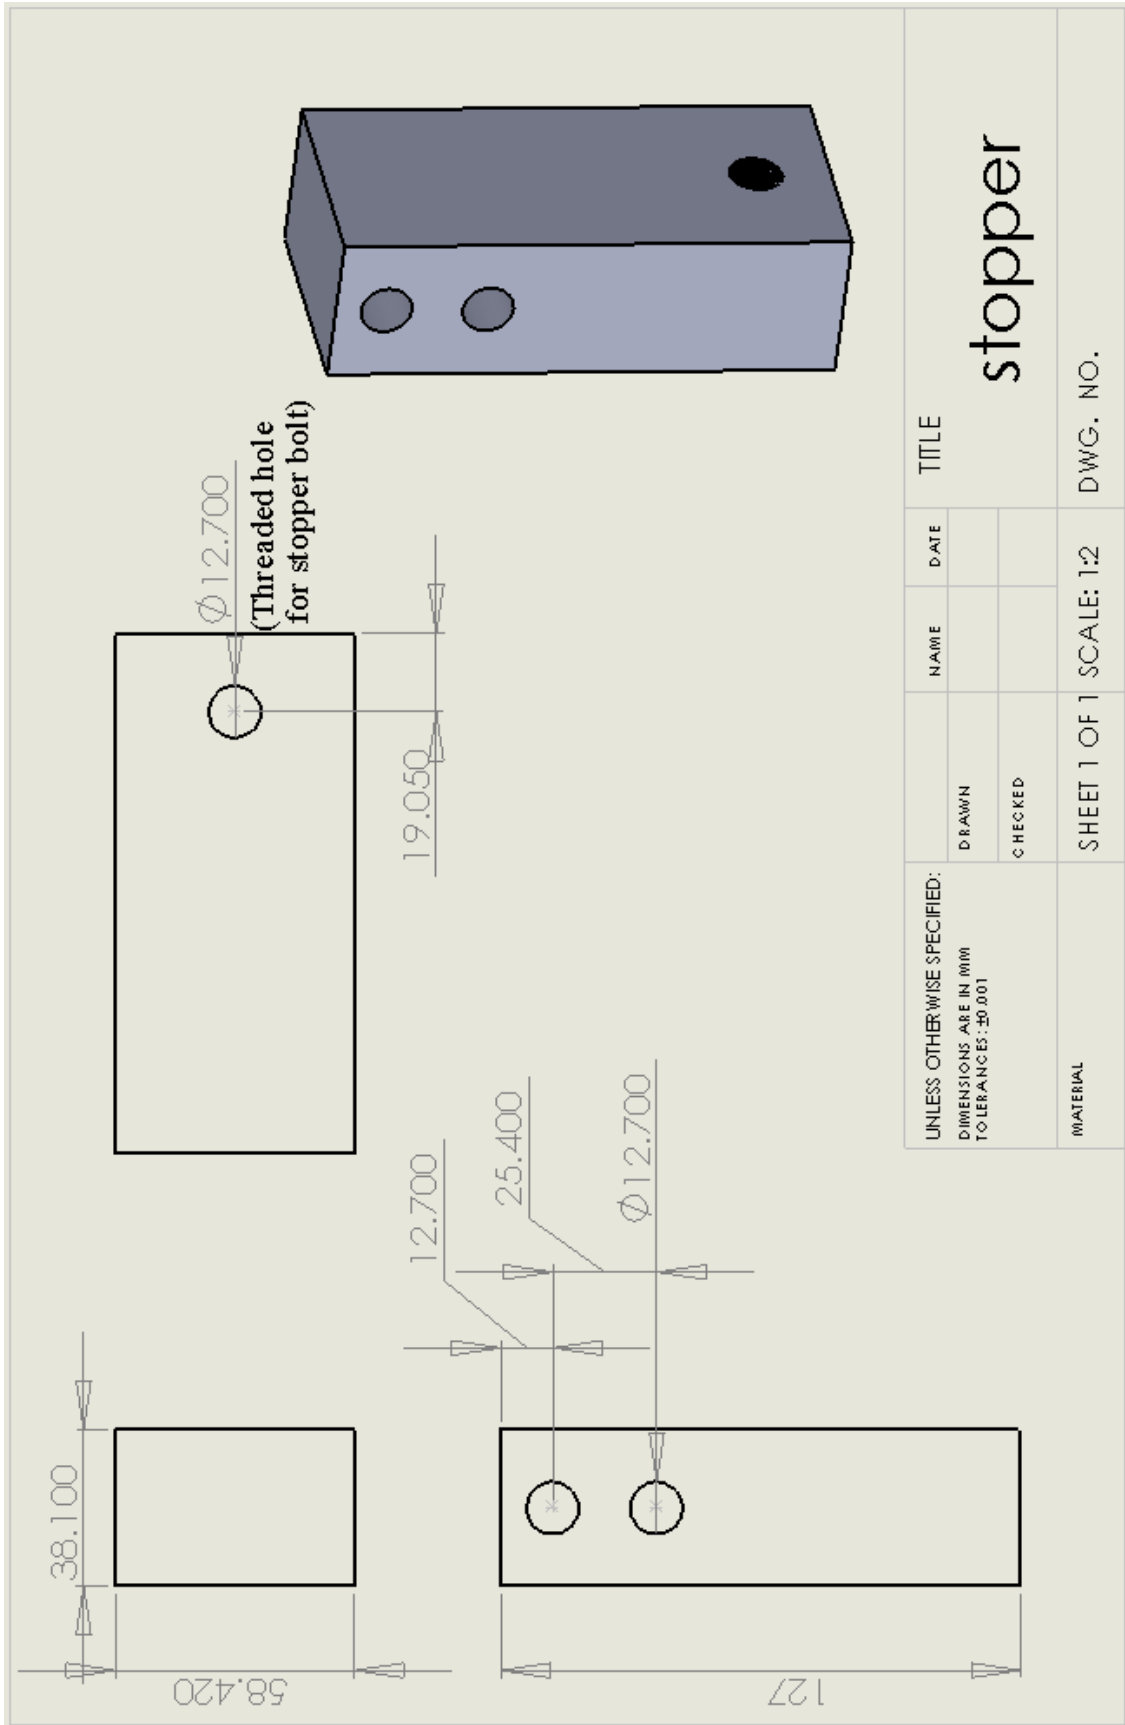 38.100
58.420
127
12.700
25.400
Ø12.700
Ø12.700
(Threaded hole
for stopper bolt)
19.050
UNLESS OTHERWISE SPECIFIED:
DIMENSIONS ARE IN MM
TOLERANCES: ±0.001
NAME
DATE
DRAWN
CHECKED
TITLE
stopper
MATERIAL
SHEET 1 OF 1
SCALE: 1:2
DWG. NO.